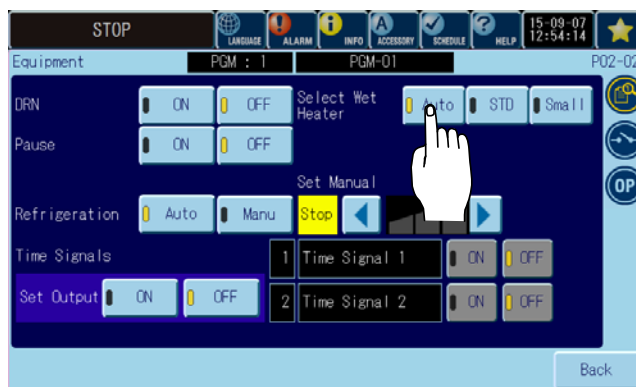 STOP LANGUAGE ALARM INFO ACCESSORY SCHEDULE HELP 15-09-07
12:54:14
Equipment PGM : 1 PGM-01 P02-02
DRN ON OFF Select Wet Heater Auto STD Small
Pause ON OFF
Set Manual
Refrigeration Auto Manu Stop OP
Time Signals 1 Time Signal 1 ON OFF
Set Output ON OFF 2 Time Signal 2 ON OFF
Back